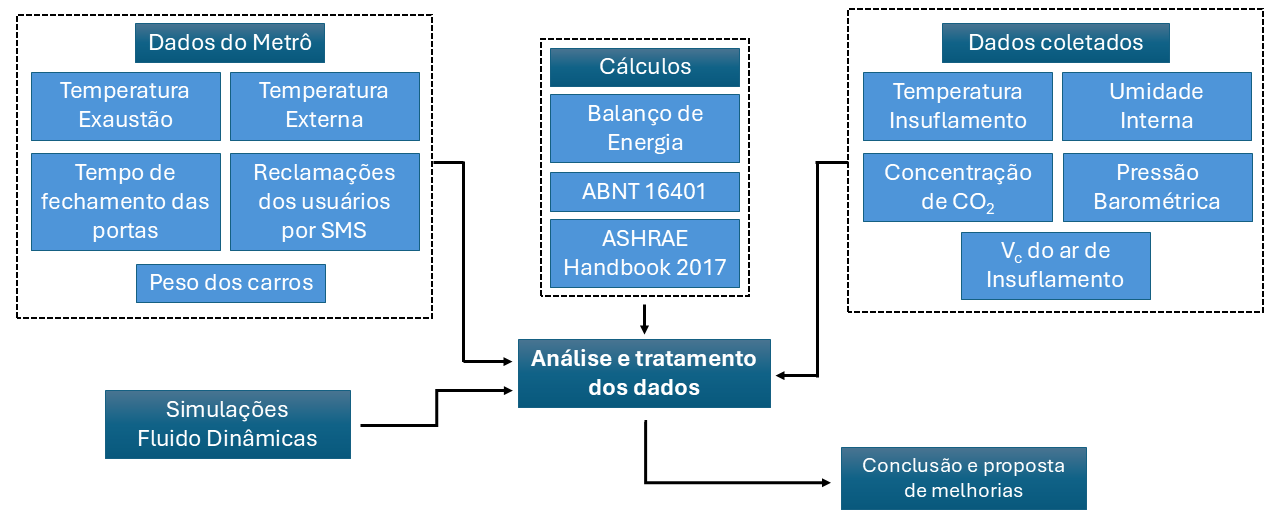 Dados do Metrô
Temperatura
Exaustão
Temperatura
Externa
Tempo de
fechamento das
portas
Reclamações
dos usuários
por SMS
Peso dos carros
Cálculos
Balanço de
Energia
ABNT 16401
ASHRAE
Handbook 2017
Dados coletados
Temperatura
Insuflamento
Umidade
Interna
Concentração
de CO₂
Pressão
Barométrica
V꜀ do ar de
Insuflamento
Análise e tratamento
dos dados
Simulações
Fluido Dinâmicas
Conclusão e proposta
de melhorias